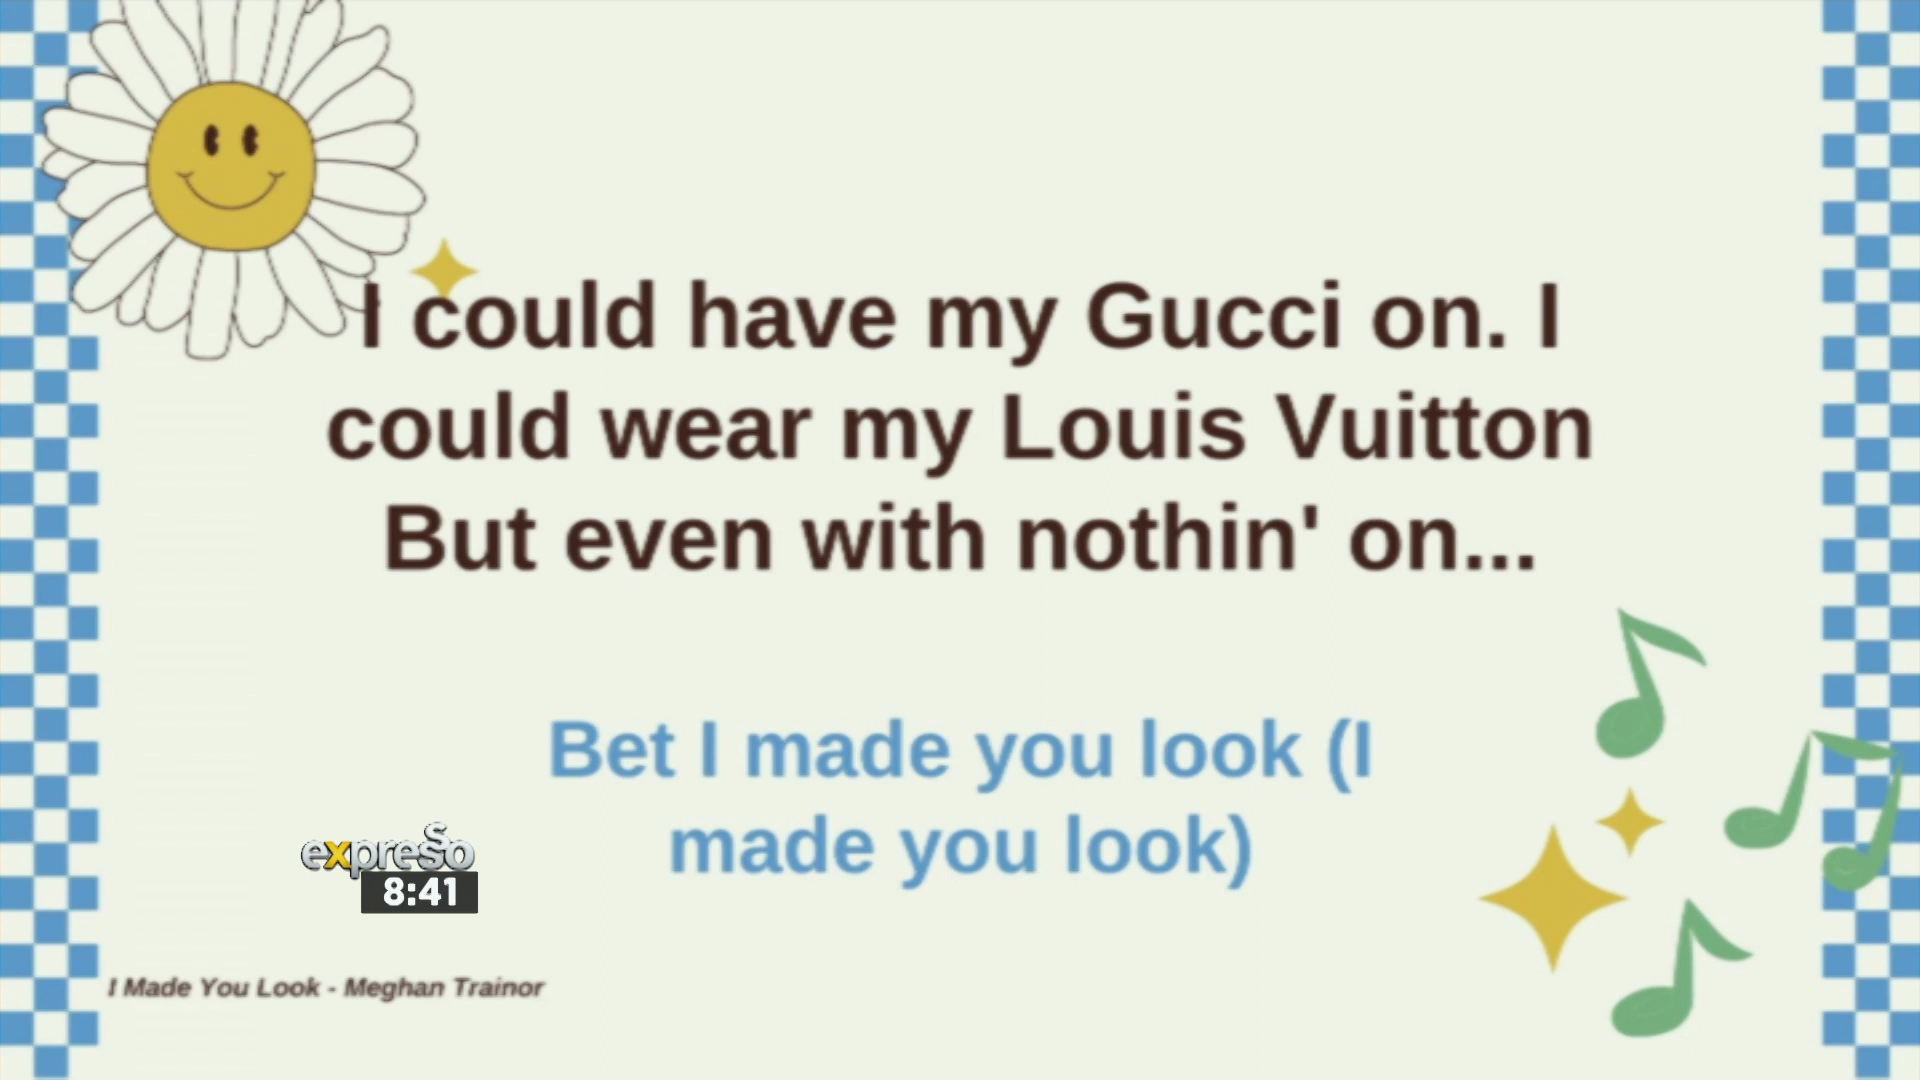 I could have my Gucci on. I
could wear my Louis Vuitton
But even with nothin' on...
Bet I made you look (I
made you look)
expresso
8:41
I Made You Look - Meghan Trainor